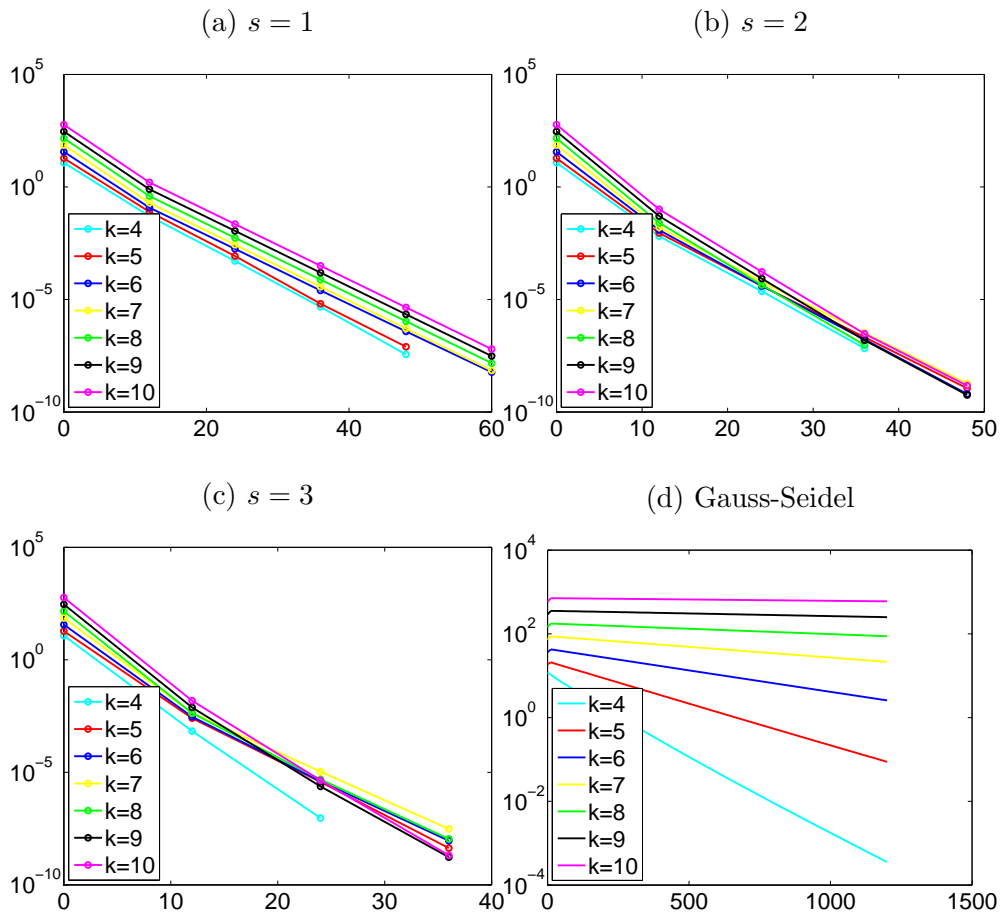 (a) s = 1
10^5
10^0
10^-5
10^-10
k=4
k=5
k=6
k=7
k=8
k=9
k=10
0 20 40 60
(b) s = 2
10^5
10^0
10^-5
10^-10
k=4
k=5
k=6
k=7
k=8
k=9
k=10
0 10 20 30 40 50
(c) s = 3
10^5
10^0
10^-5
10^-10
k=4
k=5
k=6
k=7
k=8
k=9
k=10
0 10 20 30 40
(d) Gauss-Seidel
10^4
10^2
10^0
10^-2
10^-4
k=4
k=5
k=6
k=7
k=8
k=9
k=10
0 500 1000 1500